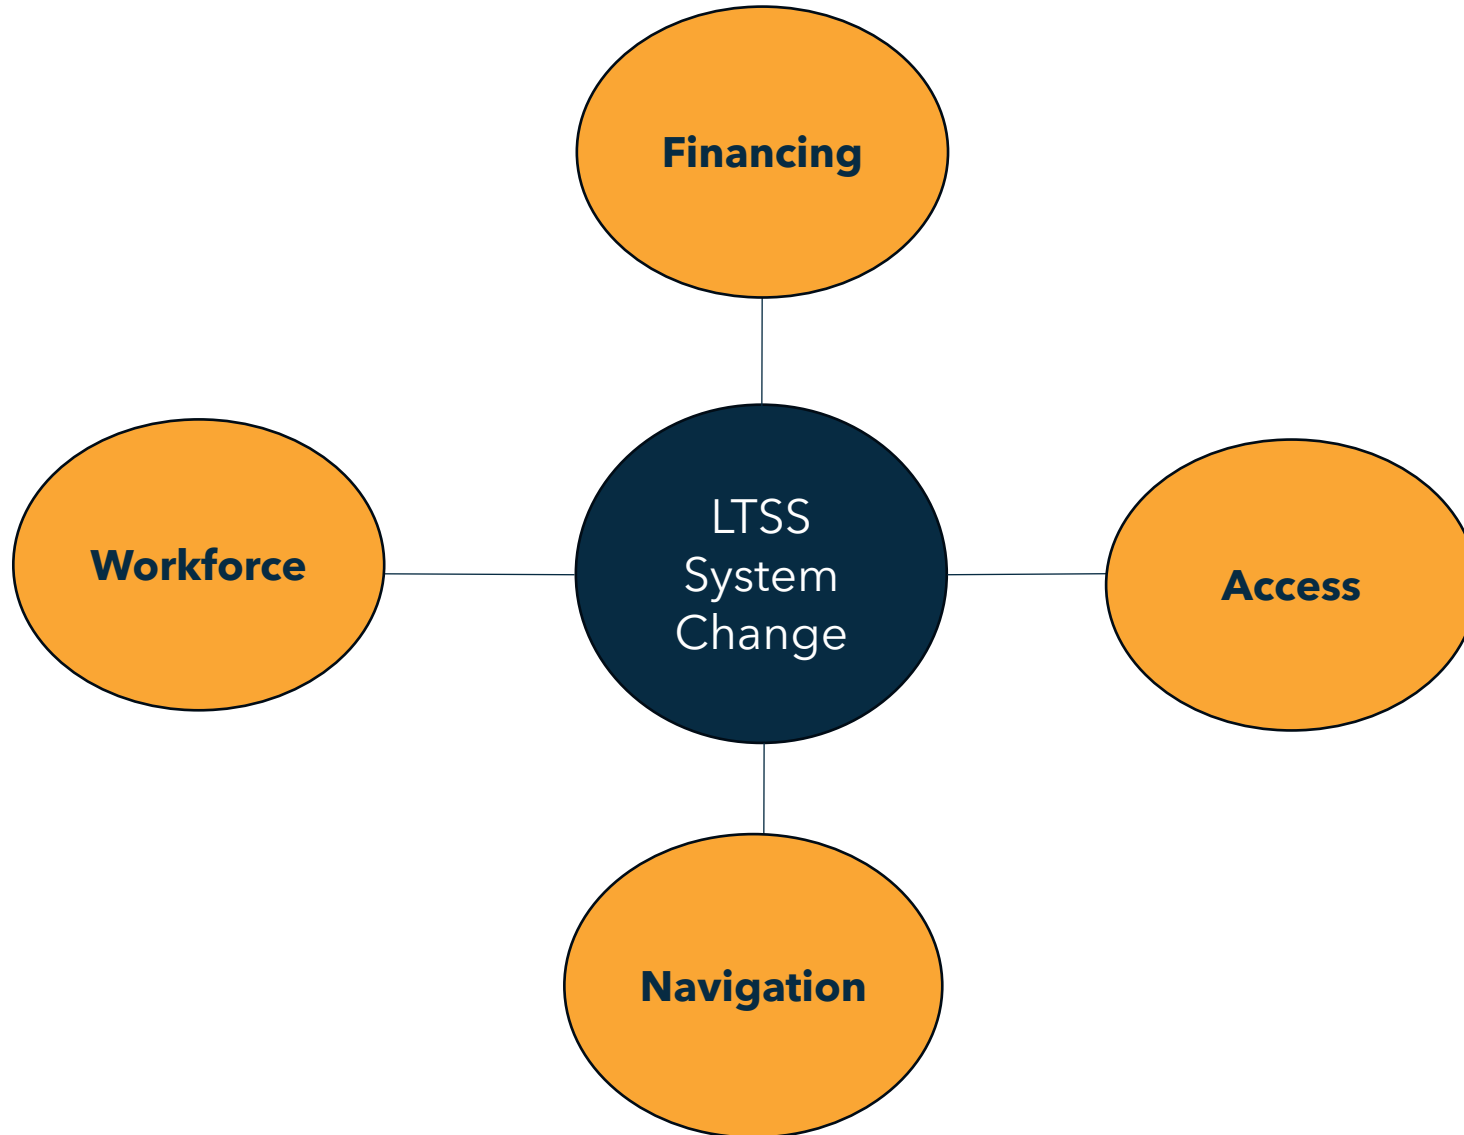 Financing
Workforce
LTSS
System
Change
Access
Navigation